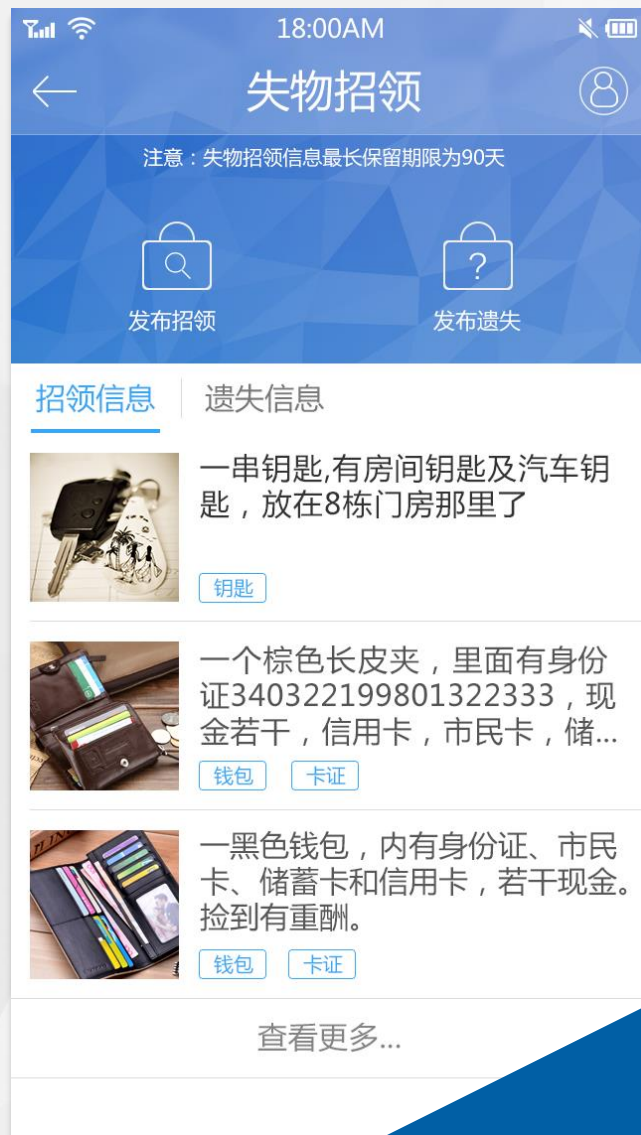 18:00AM
失物招领
注意：失物招领信息最长保留期限为90天
?
发布招领
发布遗失
招领信息
遗失信息
一串钥匙,有房间钥匙及汽车钥
匙，放在8栋门房那里了
钥匙
一个棕色长皮夹，里面有身份
证340322199801322333，现
金若干，信用卡，市民卡，储...
钱包
卡证
一黑色钱包，内有身份证、市民
卡、储蓄卡和信用卡，若干现金。
捡到有重酬。
钱包
卡证
查看更多...